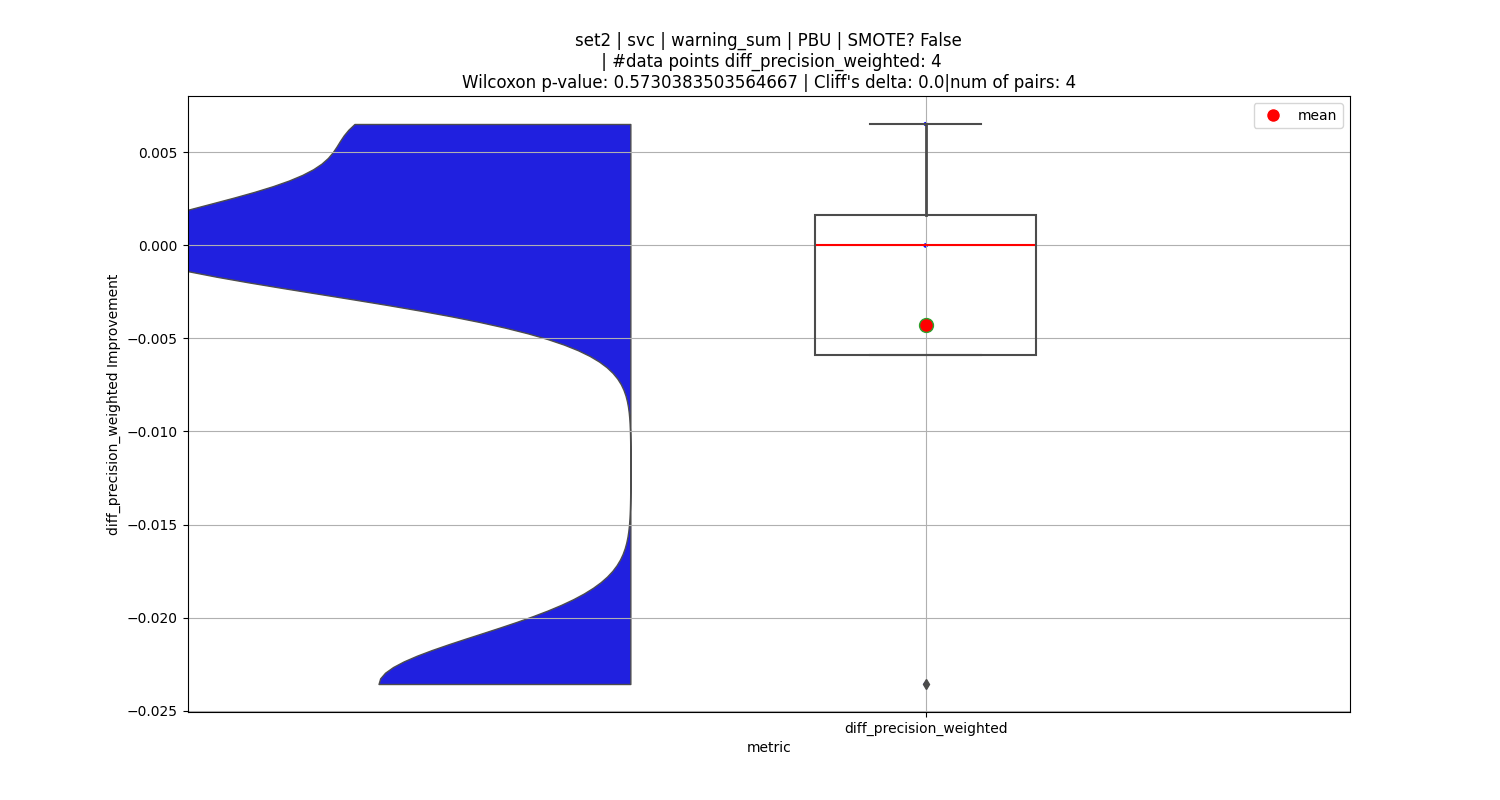 set2 | svc | warning_sum | PBU | SMOTE? False
| #data points diff_precision_weighted: 4
Wilcoxon p-value: 0.5730383503564667 | Cliff's delta: 0.0|num of pairs: 4
mean
0.005
0.000
−0.005
−0.010
−0.015
−0.020
−0.025
diff_precision_weighted Improvement
diff_precision_weighted
metric